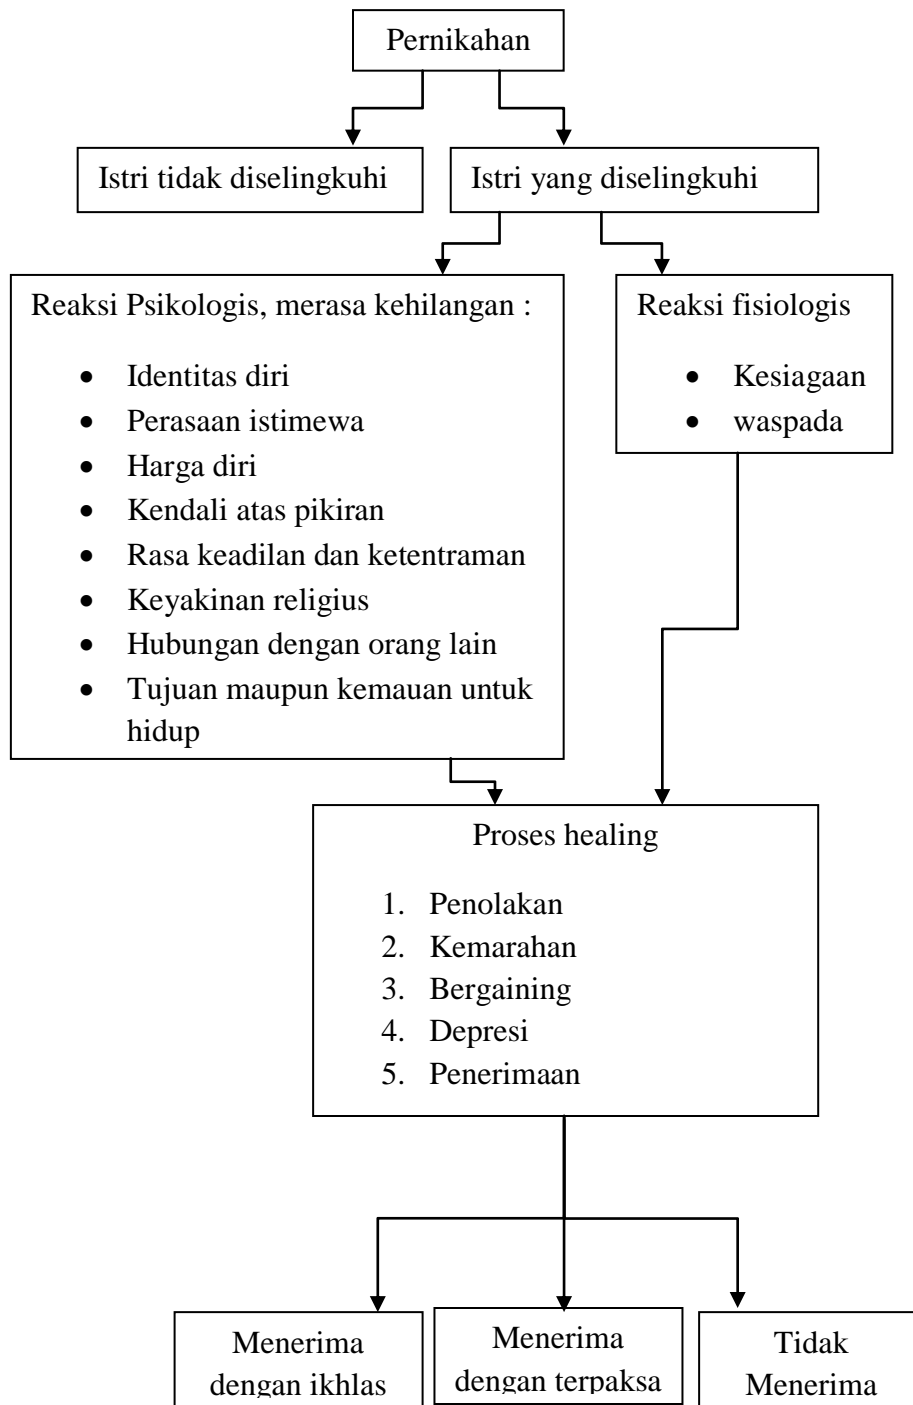 Pernikahan
Istri tidak diselingkuhi
Istri yang diselingkuhi
Reaksi Psikologis, merasa kehilangan :
• Identitas diri
• Perasaan istimewa
• Harga diri
• Kendali atas pikiran
• Rasa keadilan dan ketentraman
• Keyakinan religius
• Hubungan dengan orang lain
• Tujuan maupun kemauan untuk
hidup
Reaksi fisiologis
• Kesiagaan
• waspada
Proses healing
1. Penolakan
2. Kemarahan
3. Bergaining
4. Depresi
5. Penerimaan
Menerima
dengan ikhlas
Menerima
dengan terpaksa
Tidak
Menerima